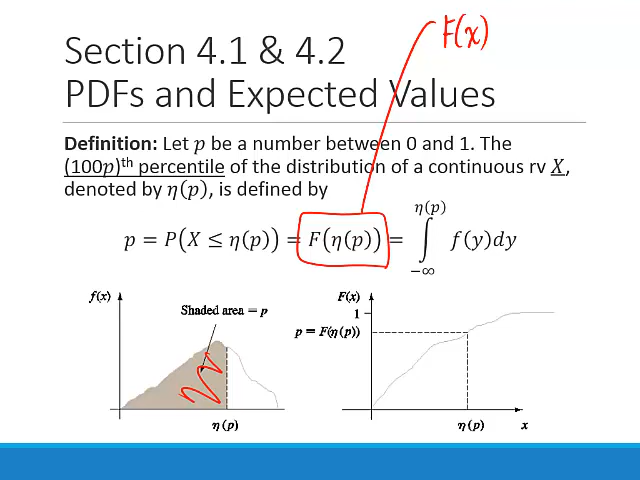 F(x)
Section 4.1 & 4.2
PDFs and Expected Values
Definition: Let p be a number between 0 and 1. The
(100p)ᵗʰ percentile of the distribution of a continuous rv X,
denoted by η(p), is defined by
p = P(X ≤ η(p)) = F(η(p)) = ∫_{−∞}^{η(p)} f(y)dy
f(x)
Shaded area = p
η(p)
F(x)
1
p = F(η(p))
η(p)
x